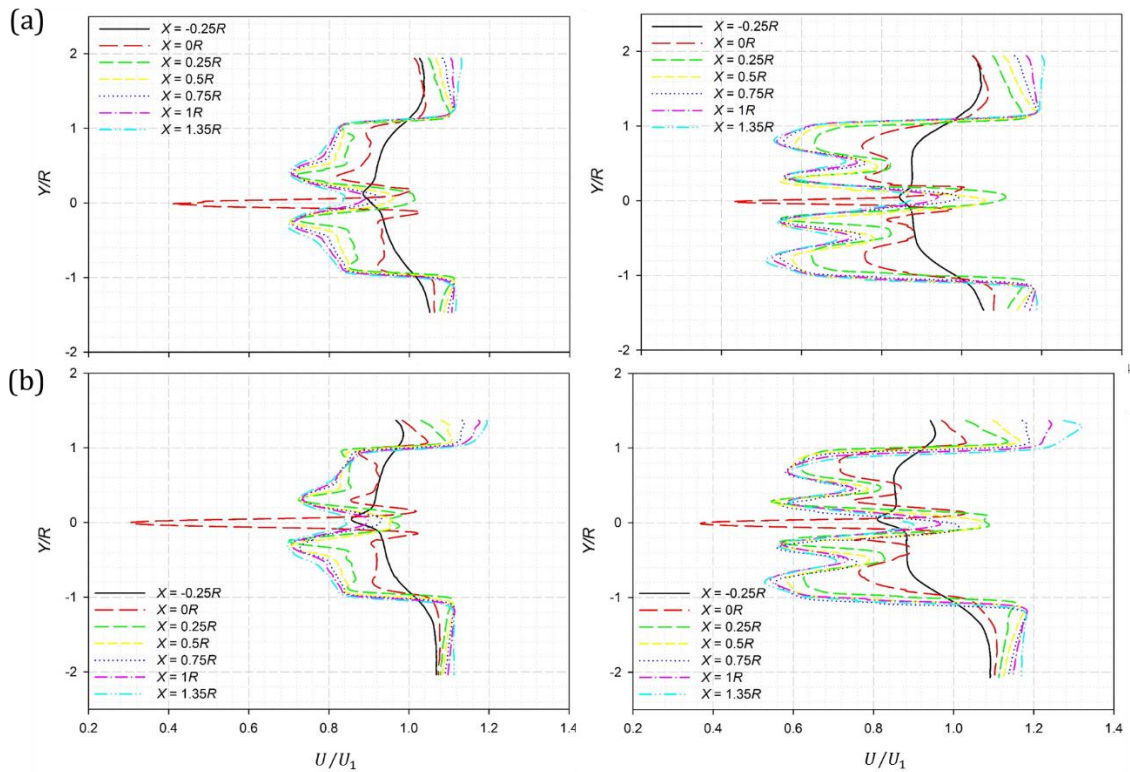 (a)
X = -0.25R
X = 0R
X = 0.25R
X = 0.5R
X = 0.75R
X = 1R
X = 1.35R
Y/R
2
1
0
-1
-2
X = -0.25R
X = 0R
X = 0.25R
X = 0.5R
X = 0.75R
X = 1R
X = 1.35R
Y/R
2
1
0
-1
-2
(b)
X = -0.25R
X = 0R
X = 0.25R
X = 0.5R
X = 0.75R
X = 1R
X = 1.35R
Y/R
2
1
0
-1
-2
0.2 0.4 0.6 0.8 1.0 1.2 1.4
U/U₁
X = -0.25R
X = 0R
X = 0.25R
X = 0.5R
X = 0.75R
X = 1R
X = 1.35R
Y/R
2
1
0
-1
-2
0.6 0.8 1.0 1.2 1.4
U/U₁